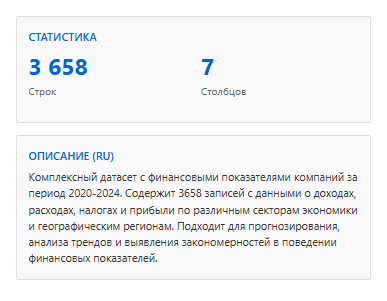 СТАТИСТИКА
3 658 7
Строк Столбцов
ОПИСАНИЕ (RU)
Комплексный датасет с финансовыми показателями компаний за
период 2020-2024. Содержит 3658 записей с данными о доходах,
расходах, налогах и прибыли по различным секторам экономики
и географическим регионам. Подходит для прогнозирования,
анализа трендов и выявления закономерностей в поведении
финансовых показателей.